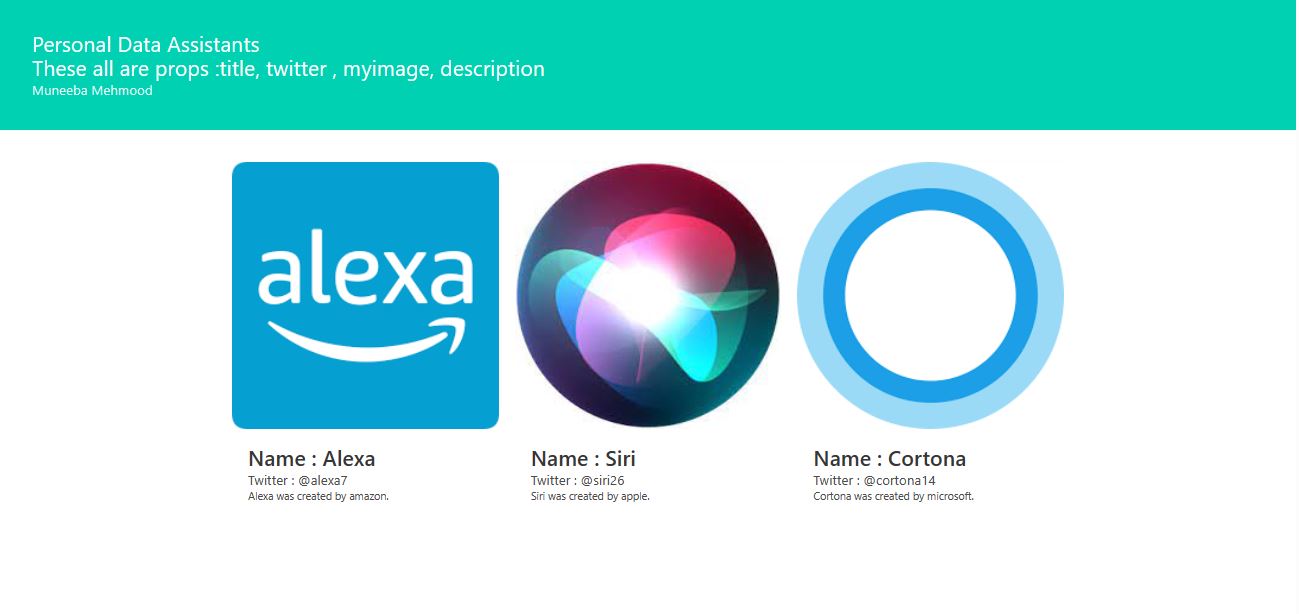 Personal Data Assistants
These all are props :title, twitter , myimage, description
Muneeba Mehmood
alexa
Name : Alexa
Twitter : @alexa7
Alexa was created by amazon.
Name : Siri
Twitter : @siri26
Siri was created by apple.
Name : Cortona
Twitter : @cortona14
Cortona was created by microsoft.